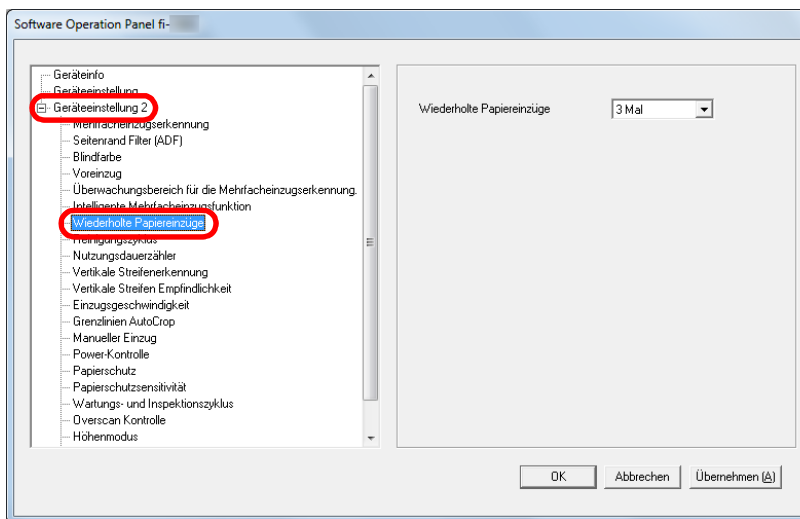 Software Operation Panel fi-
Geräteinfo
Geräteeinstellung
Geräteeinstellung 2
Mehrfacheinzugserkennung
Seitenrand Filter (ADF)
Blindfarbe
Voreinzug
Überwachungsbereich für die Mehrfacheinzugserkennung.
Intelligente Mehrfacheinzugsfunktion
Wiederholte Papiereinzüge
Reinigungszyklus
Nutzungsdauerzähler
Vertikale Streifenerkennung
Vertikale Streifen Empfindlichkeit
Einzugsgeschwindigkeit
Grenzlinien AutoCrop
Manueller Einzug
Power-Kontrolle
Papierschutz
Papierschutzsensitivität
Wartungs- und Inspektionszyklus
Overscan Kontrolle
Höhenmodus
Wiederholte Papiereinzüge 3 Mal
OK Abbrechen Übernehmen (A)